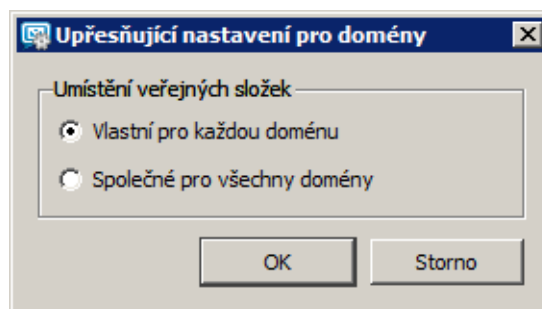 Upřesňující nastavení pro domény
Umístění veřejných složek
Vlastní pro každou doménu
Společné pro všechny domény
OK
Storno